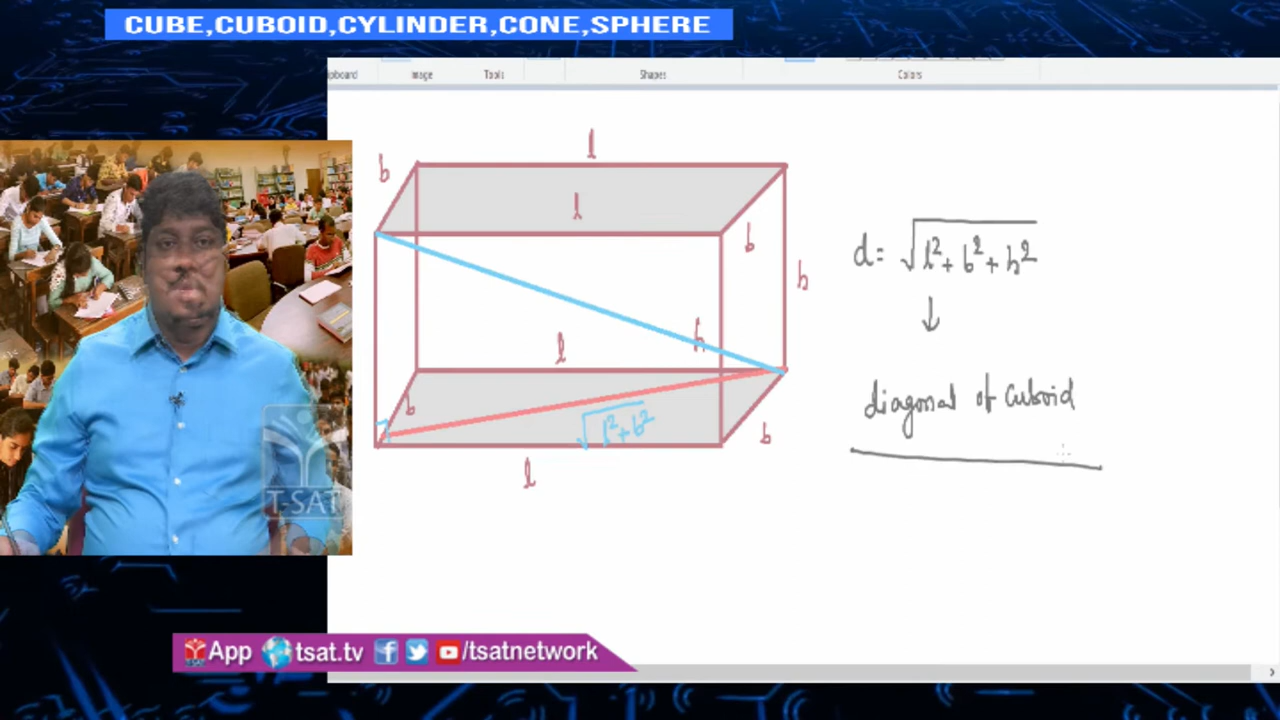 CUBE,CUBOID,CYLINDER,CONE,SPHERE
Image
Tools
Shapes
Colors
l
b
l
b
h
d= √l²+b²+h²
↓
h
l
b
√l²+b²
b
l
diagonal of Cuboid
T-SAT
App tsat.tv /tsatnetwork